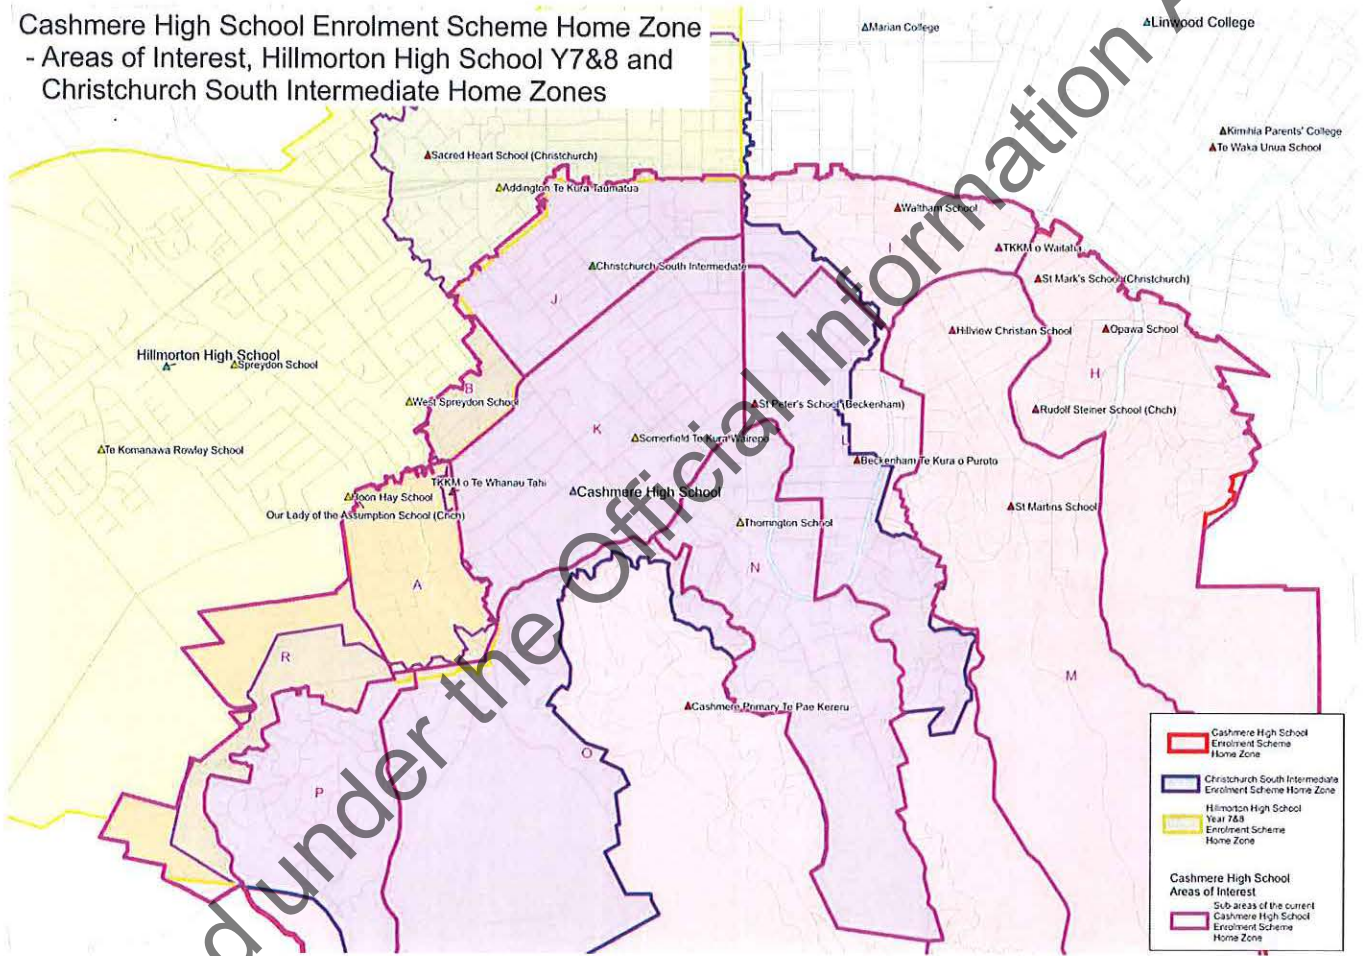 Cashmere High School Enrolment Scheme Home Zone
- Areas of Interest, Hillmorton High School Y7&8 and
Christchurch South Intermediate Home Zones
Marian College
Linwood College
Kimihia Parents' College
Te Waka Unua School
Sacred Heart School (Christchurch)
Addington Te Kura Taumatua
Waltham School
I
TKKM o Waitaha
Christchurch South Intermediate
St Mark's School (Christchurch)
J
Hillview Christian School
Opawa School
Hillmorton High School
Spreydon School
H
B
West Spreydon School
St Peter's School (Beckenham)
Rudolf Steiner School (Chch)
K
Somerfield Te Kura Wairepo
L
Te Komanawa Rowley School
Beckenham Te Kura o Puroto
TKKM o Te Whanau Tahi
Hoon Hay School
Cashmere High School
Our Lady of the Assumption School (Chch)
St Martins School
Thorrington School
N
A
R
M
Cashmere Primary Te Pae Kereru
O
P
Cashmere High School
Enrolment Scheme
Home Zone
Christchurch South Intermediate
Enrolment Scheme Home Zone
Hillmorton High School
Year 7&8
Enrolment Scheme
Home Zone
Cashmere High School
Areas of Interest
Sub-areas of the current
Cashmere High School
Enrolment Scheme
Home Zone
under the Official Information